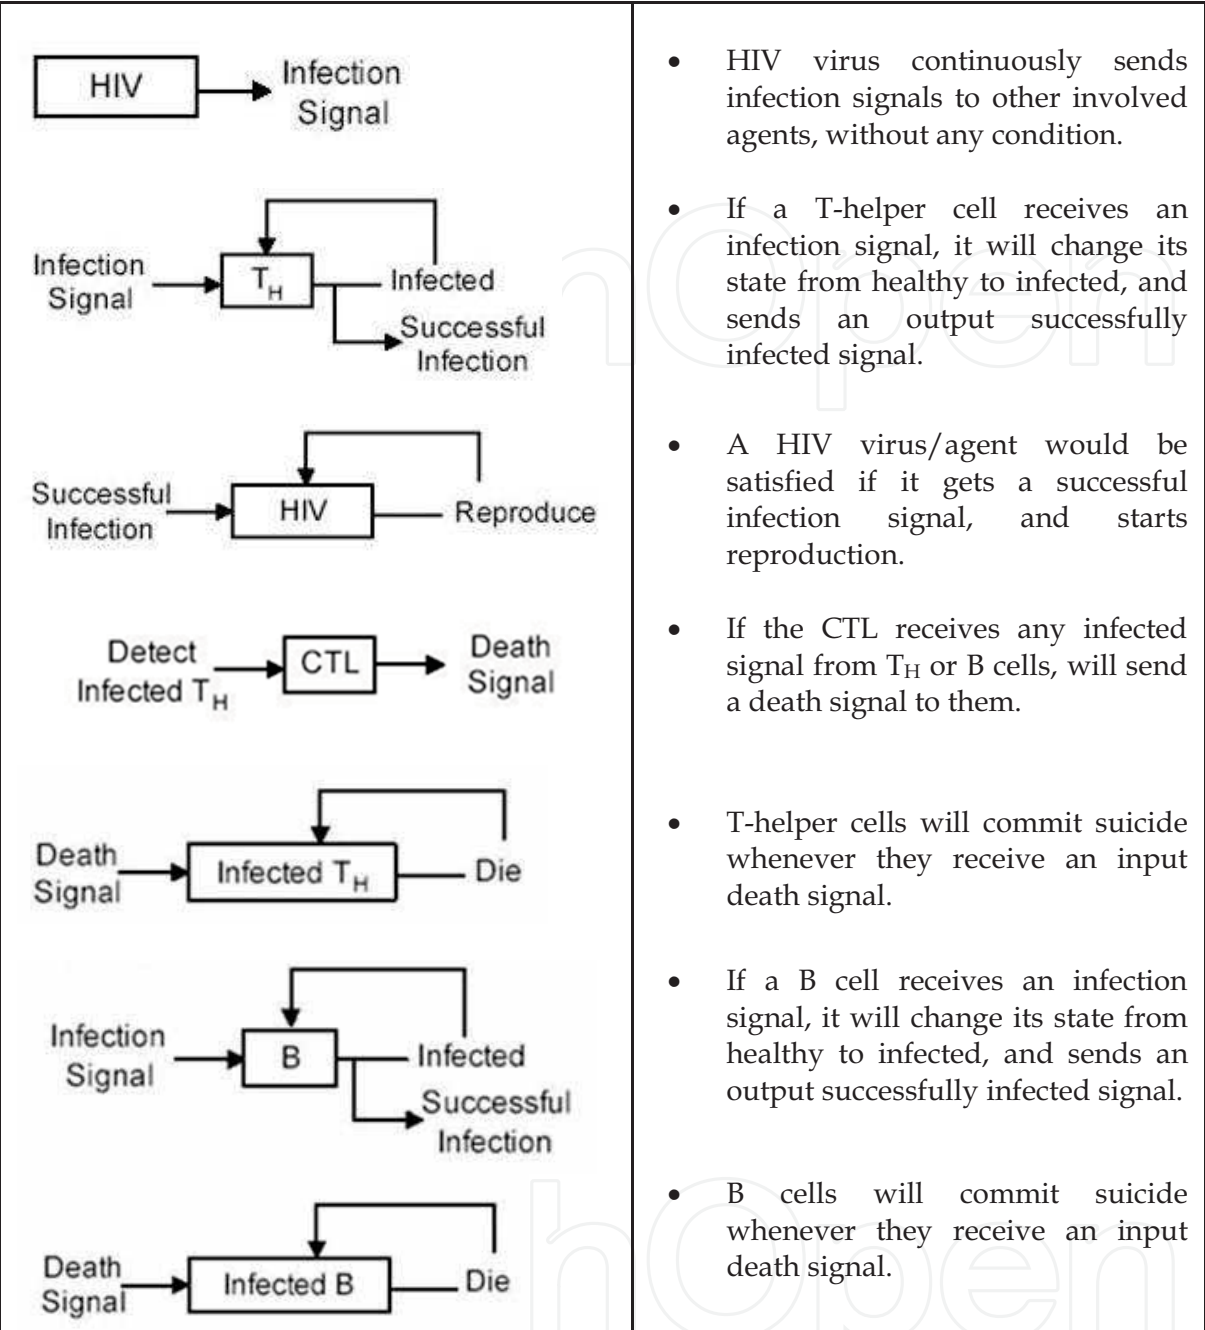 HIV
Infection
Signal
• HIV virus continuously sends
infection signals to other involved
agents, without any condition.
Infection
Signal
T_H
Infected
Successful
Infection
• If a T-helper cell receives an
infection signal, it will change its
state from healthy to infected, and
sends an output successfully
infected signal.
Successful
Infection
HIV
Reproduce
• A HIV virus/agent would be
satisfied if it gets a successful
infection signal, and starts
reproduction.
Detect
Infected T_H
CTL
Death
Signal
• If the CTL receives any infected
signal from T_H or B cells, will send
a death signal to them.
Death
Signal
Infected T_H
Die
• T-helper cells will commit suicide
whenever they receive an input
death signal.
Infection
Signal
B
Infected
Successful
Infection
• If a B cell receives an infection
signal, it will change its state from
healthy to infected, and sends an
output successfully infected signal.
Death
Signal
Infected B
Die
• B cells will commit suicide
whenever they receive an input
death signal.
hOpen
hOpen